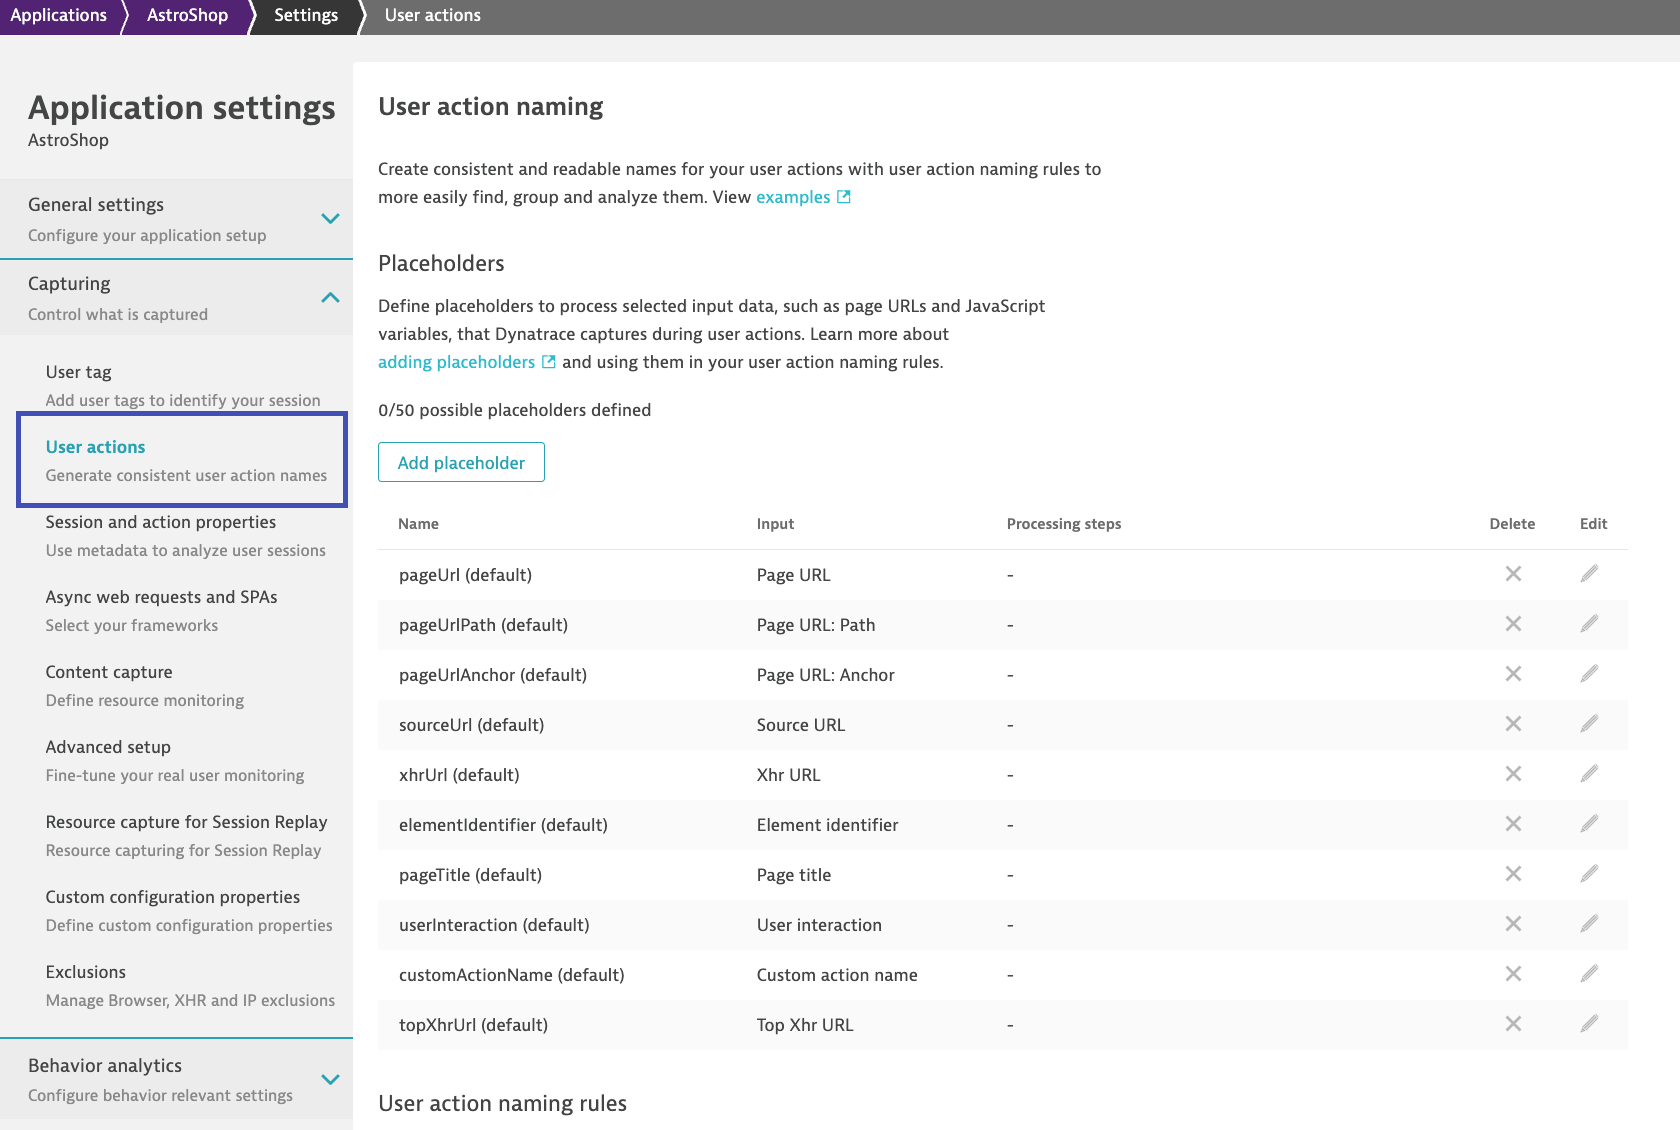 Applications AstroShop Settings User actions
Application settings
AstroShop
General settings
Configure your application setup
Capturing
Control what is captured
User tag
Add user tags to identify your session
User actions
Generate consistent user action names
Session and action properties
Use metadata to analyze user sessions
Async web requests and SPAs
Select your frameworks
Content capture
Define resource monitoring
Advanced setup
Fine-tune your real user monitoring
Resource capture for Session Replay
Resource capturing for Session Replay
Custom configuration properties
Define custom configuration properties
Exclusions
Manage Browser, XHR and IP exclusions
Behavior analytics
Configure behavior relevant settings
User action naming
Create consistent and readable names for your user actions with user action naming rules to
more easily find, group and analyze them. View examples
Placeholders
Define placeholders to process selected input data, such as page URLs and JavaScript
variables, that Dynatrace captures during user actions. Learn more about
adding placeholders and using them in your user action naming rules.
0/50 possible placeholders defined
Add placeholder
Name Input Processing steps Delete Edit
pageUrl (default) Page URL -
pageUrlPath (default) Page URL: Path -
pageUrlAnchor (default) Page URL: Anchor -
sourceUrl (default) Source URL -
xhrUrl (default) Xhr URL -
elementIdentifier (default) Element identifier -
pageTitle (default) Page title -
userInteraction (default) User interaction -
customActionName (default) Custom action name -
topXhrUrl (default) Top Xhr URL -
User action naming rules